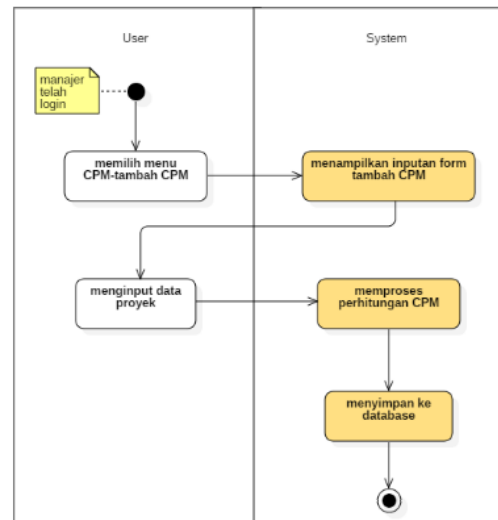 User
System
manajer
telah
login
memilih menu
CPM-tambah CPM
menampilkan inputan form
tambah CPM
menginput data
proyek
memproses
perhitungan CPM
menyimpan ke
database